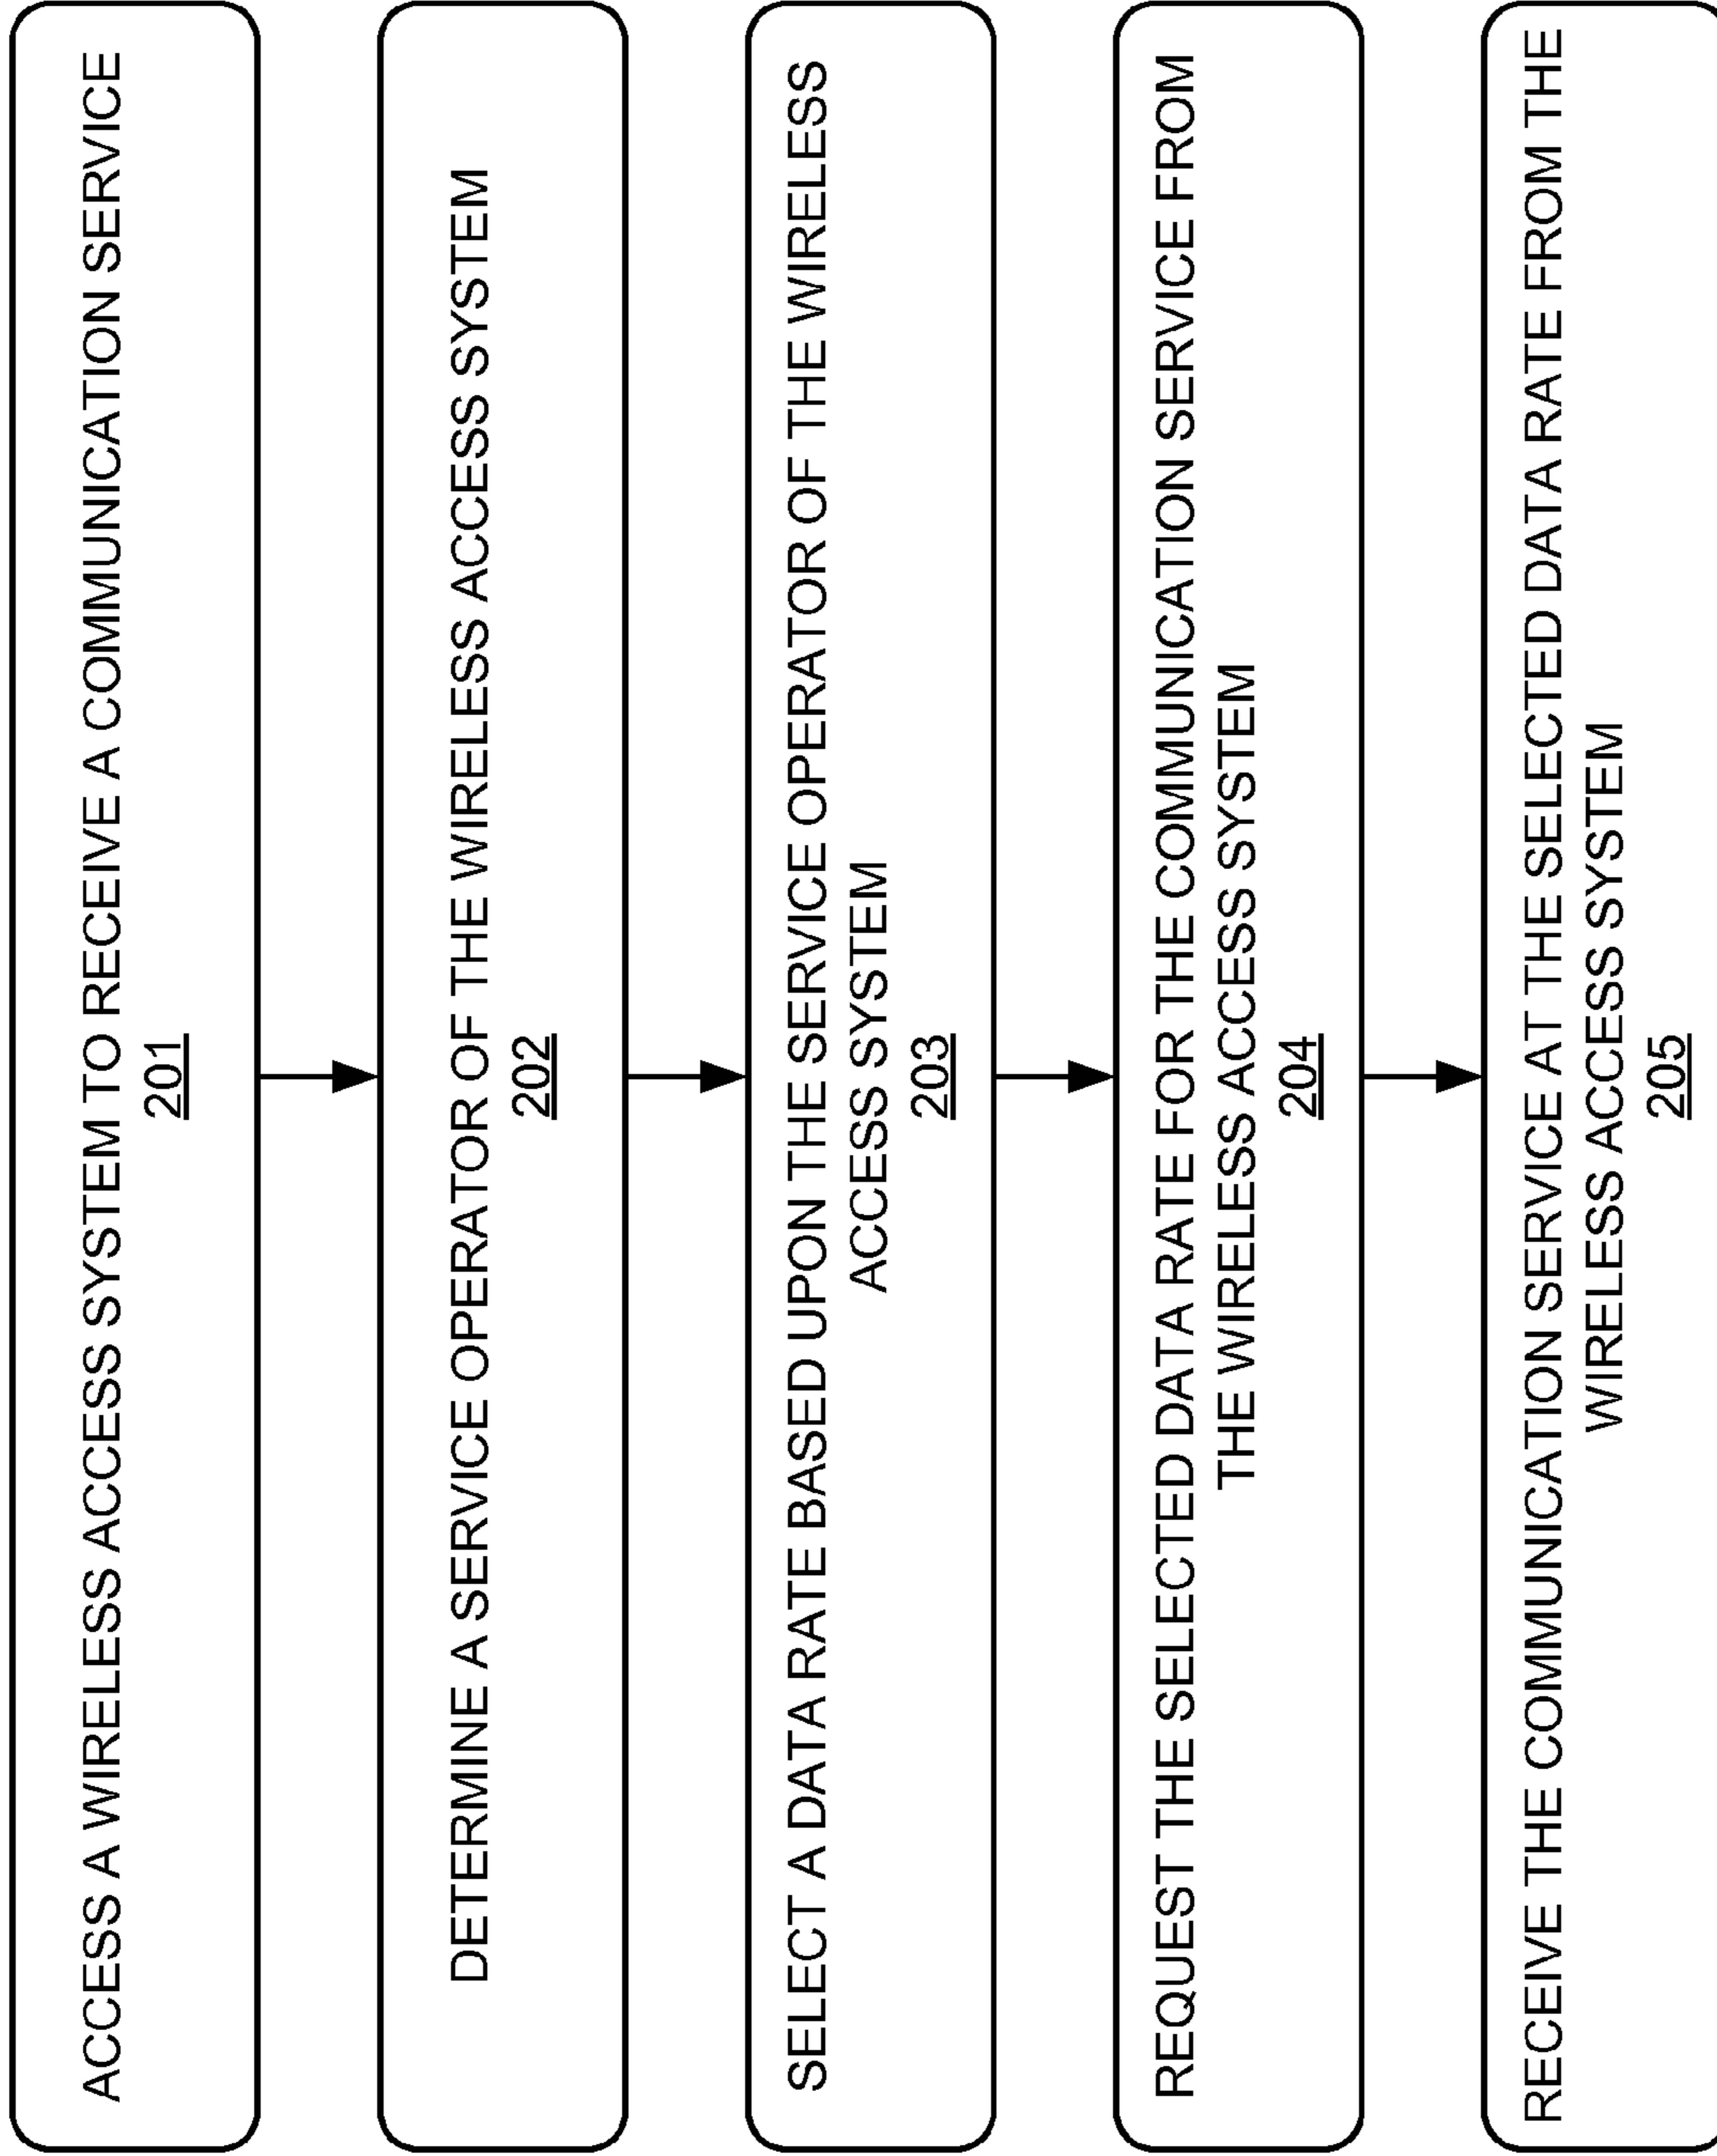 ACCESS A WIRELESS ACCESS SYSTEM TO RECEIVE A COMMUNICATION SERVICE
201
DETERMINE A SERVICE OPERATOR OF THE WIRELESS ACCESS SYSTEM
202
SELECT A DATA RATE BASED UPON THE SERVICE OPERATOR OF THE WIRELESS
ACCESS SYSTEM
203
REQUEST THE SELECTED DATA RATE FOR THE COMMUNICATION SERVICE FROM
THE WIRELESS ACCESS SYSTEM
204
RECEIVE THE COMMUNICATION SERVICE AT THE SELECTED DATA RATE FROM THE
WIRELESS ACCESS SYSTEM
205